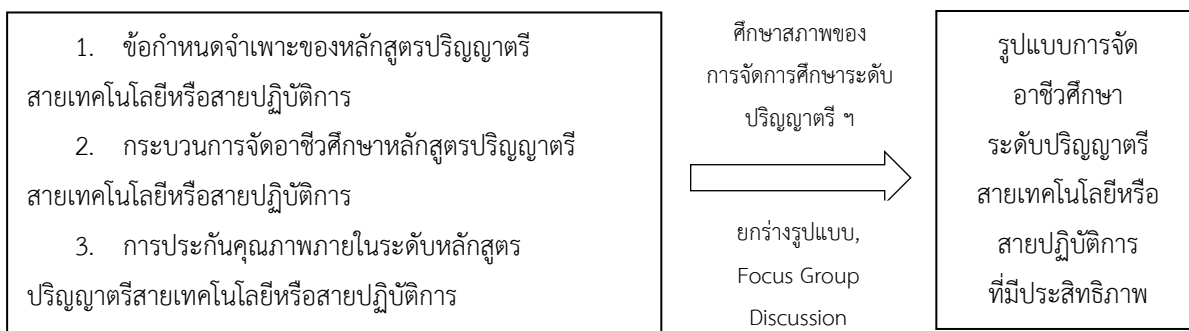 1. ข้อกำหนดจำเพาะของหลักสูตรปริญญาตรี
สายเทคโนโลยีหรือสายปฏิบัติการ
2. กระบวนการจัดอาชีวศึกษาหลักสูตรปริญญาตรี
สายเทคโนโลยีหรือสายปฏิบัติการ
3. การประกันคุณภาพภายในระดับหลักสูตร
ปริญญาตรีสายเทคโนโลยีหรือสายปฏิบัติการ
ศึกษาสภาพของ
การจัดการศึกษาระดับ
ปริญญาตรี ฯ
ยกร่างรูปแบบ,
Focus Group
Discussion
รูปแบบการจัด
อาชีวศึกษา
ระดับปริญญาตรี
สายเทคโนโลยีหรือ
สายปฏิบัติการ
ที่มีประสิทธิภาพ